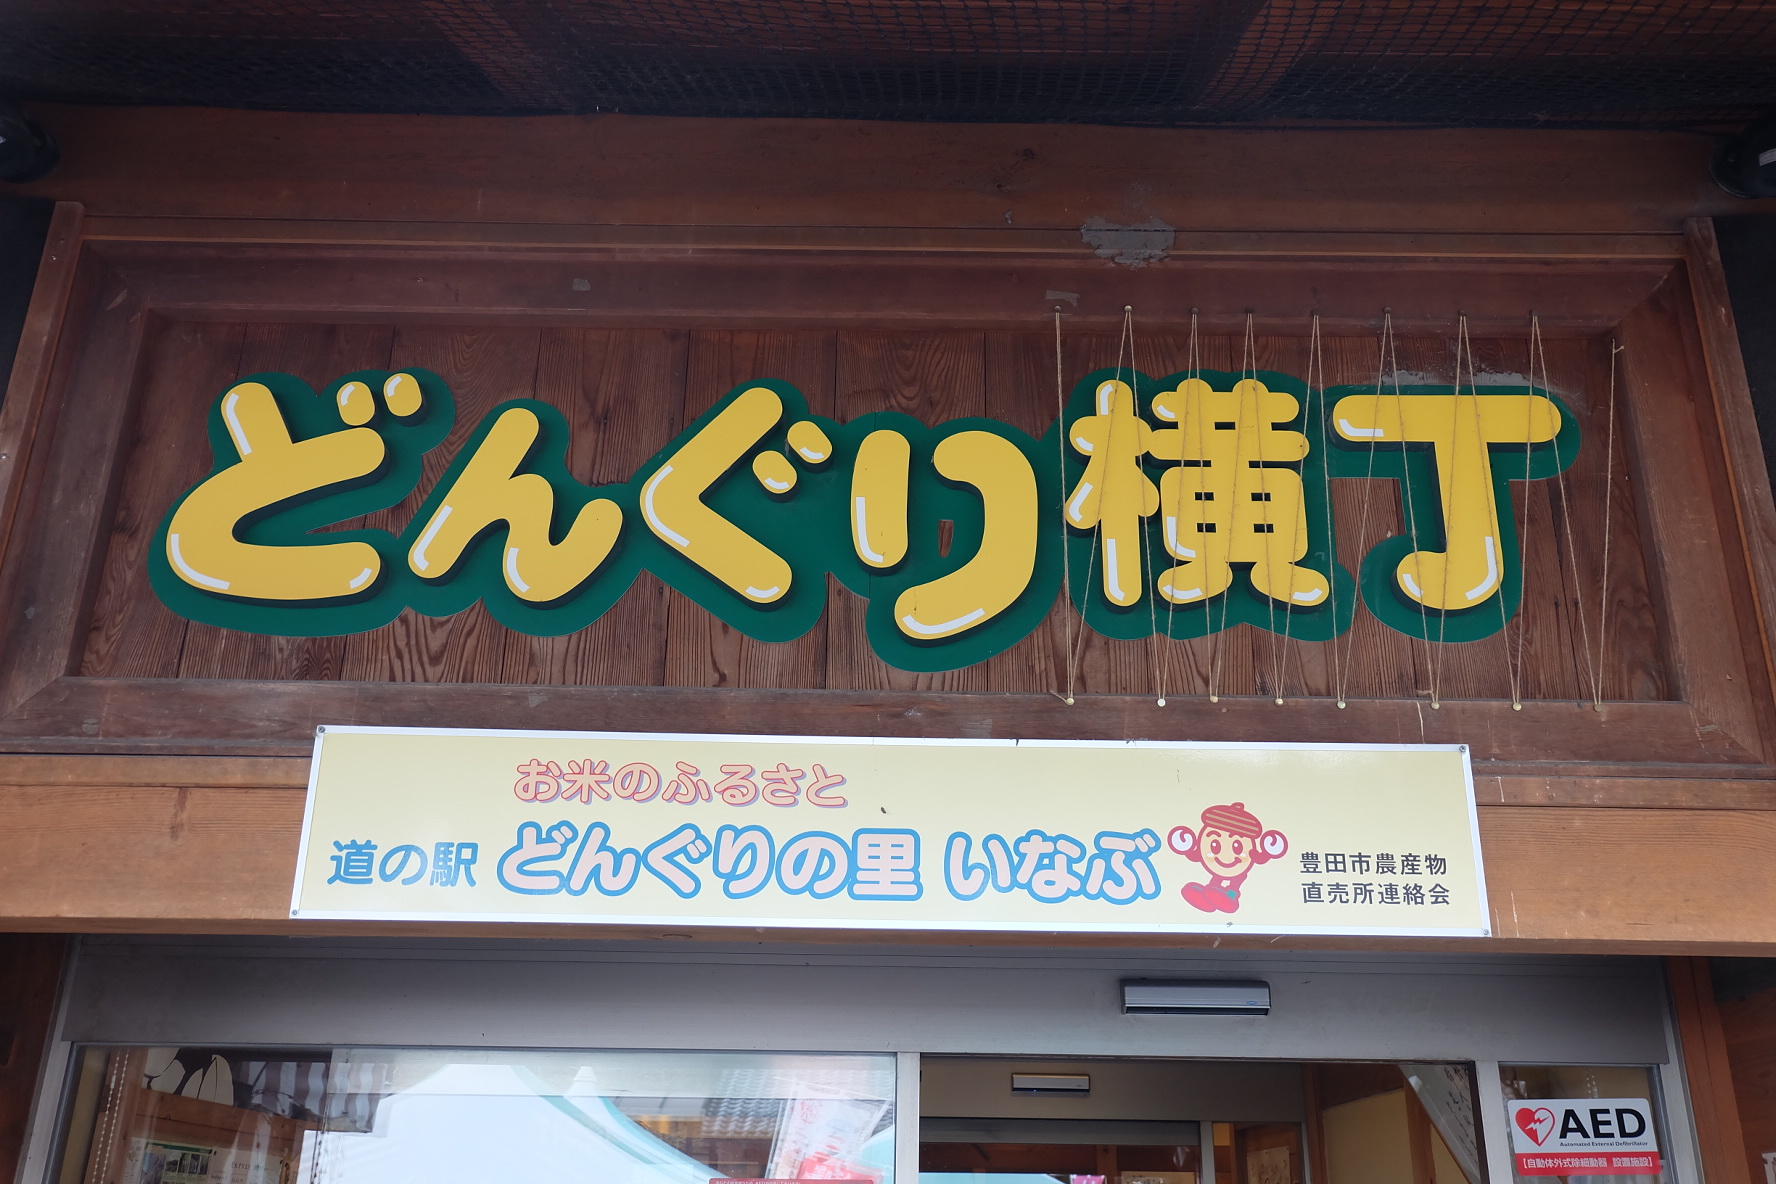 どんぐり横丁
お米のふるさと
道の駅 どんぐりの里 いなぶ
豊田市農産物
直売所連絡会
AED
Automated External Defibrillator
【自動体外式除細動器 設置施設】